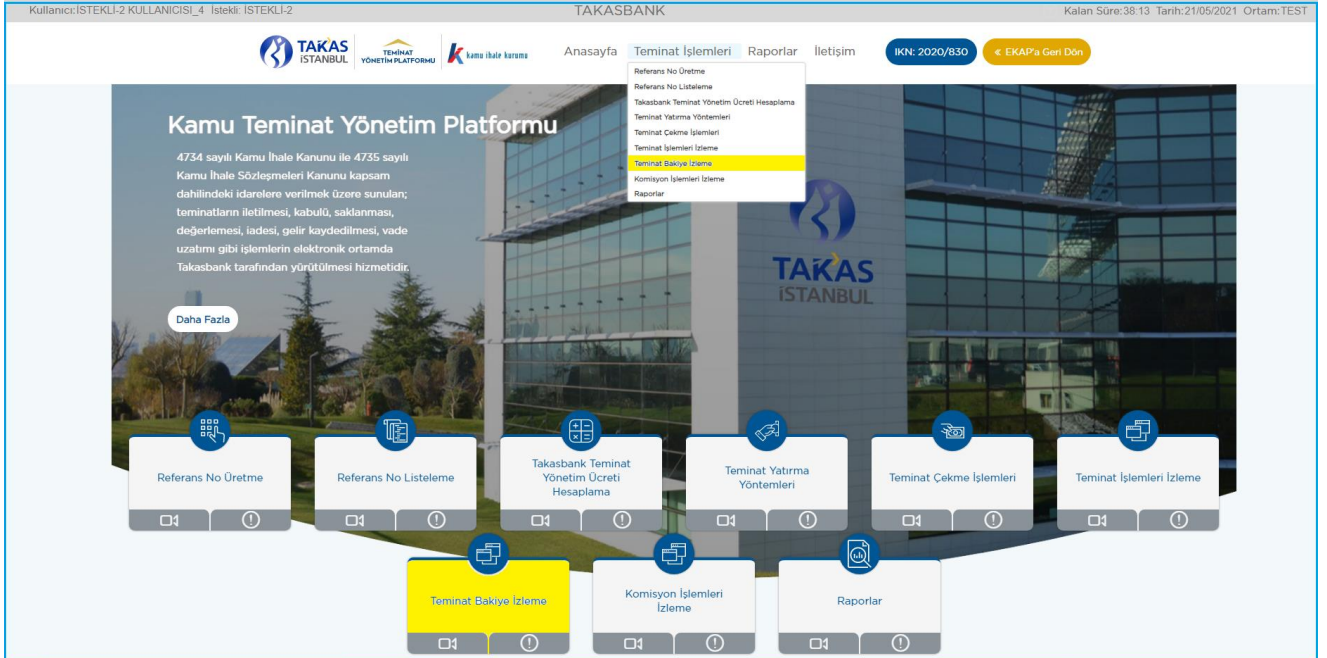 Kullanıcı:İSTEKLİ-2 KULLANICISI_4 İstekli: İSTEKLİ-2
TAKASBANK
Kalan Süre:38:13 Tarih:21/05/2021 Ortam:TEST
TAKAS
İSTANBUL
TEMİNAT
YÖNETİM PLATFORMU
kamu ihale kurumu
Anasayfa
Teminat İşlemleri
Raporlar
İletişim
IKN: 2020/830
« EKAP'a Geri Dön
Referans No Üretme
Referans No Listeleme
Takasbank Teminat Yönetim Ücreti Hesaplama
Teminat Yatırma Yöntemleri
Teminat Çekme İşlemleri
Teminat İşlemleri İzleme
Teminat Bakiye İzleme
Komisyon İşlemleri İzleme
Raporlar
Kamu Teminat Yönetim Platformu
4734 sayılı Kamu İhale Kanunu ile 4735 sayılı
Kamu İhale Sözleşmeleri Kanunu kapsam
dahilindeki idarelere verilmek üzere sunulan;
teminatların iletilmesi, kabulü, saklanması,
değerlemesi, iadesi, gelir kaydedilmesi, vade
uzatımı gibi işlemlerin elektronik ortamda
Takasbank tarafından yürütülmesi hizmetidir.
Daha Fazla
TAKAS
İSTANBUL
Referans No Üretme
Referans No Listeleme
Takasbank Teminat
Yönetim Ücreti
Hesaplama
Teminat Yatırma
Yöntemleri
Teminat Çekme İşlemleri
Teminat İşlemleri İzleme
Teminat Bakiye İzleme
Komisyon İşlemleri
İzleme
Raporlar